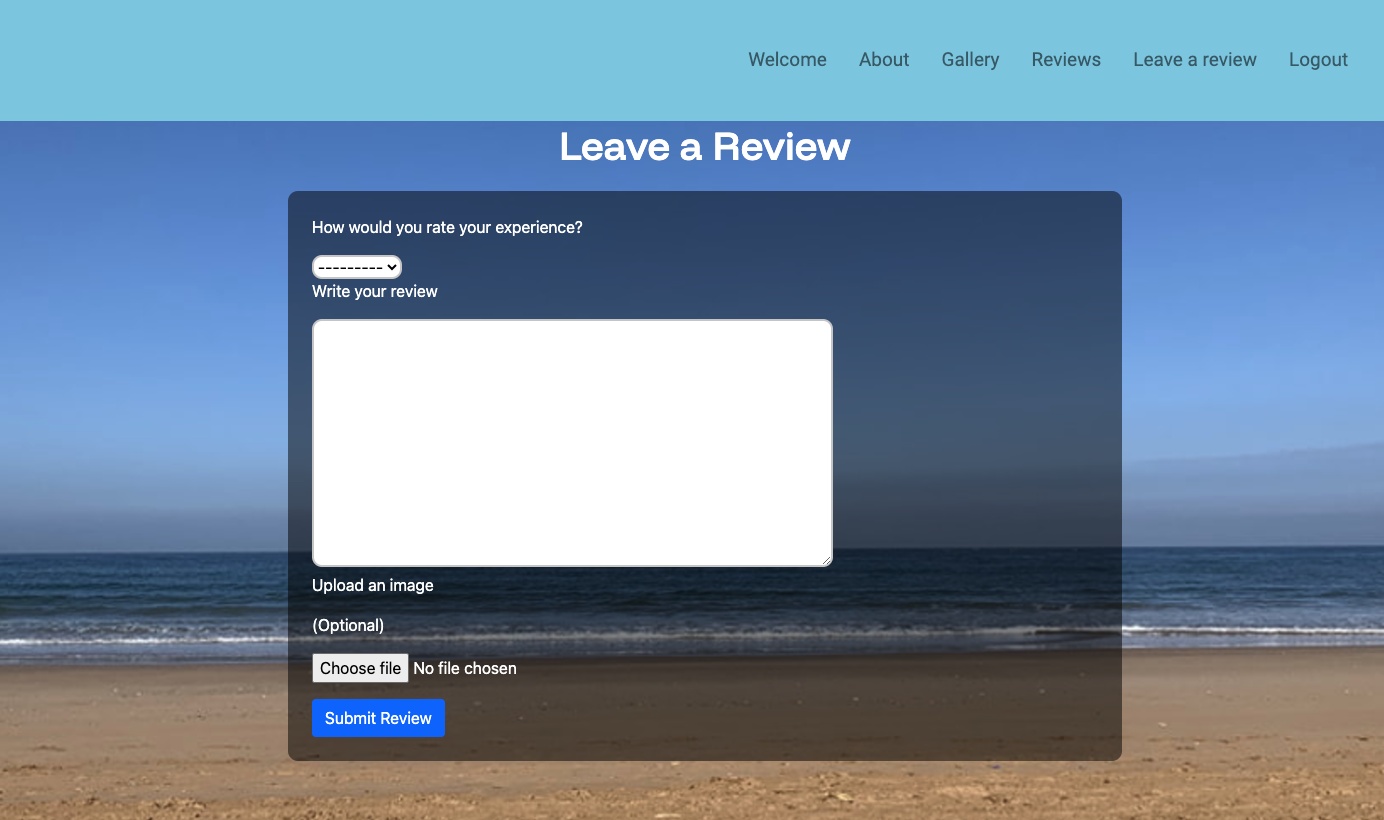 Welcome About Gallery Reviews Leave a review Logout
Leave a Review
How would you rate your experience?
---------
Write your review
Upload an image
(Optional)
Choose file No file chosen
Submit Review